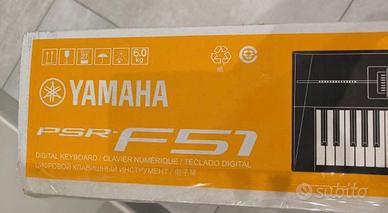 6.0
kg
纸
YAMAHA
PSR-F51
DIGITAL KEYBOARD / CLAVIER NUMÉRIQUE / TECLADO DIGITAL
ЦИФРОВОЙ КЛАВИШНЫЙ ИНСТРУМЕНТ / 电子琴
subito